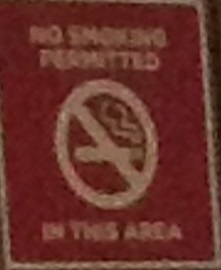 NO SMOKING
PERMITTED
IN THIS AREA